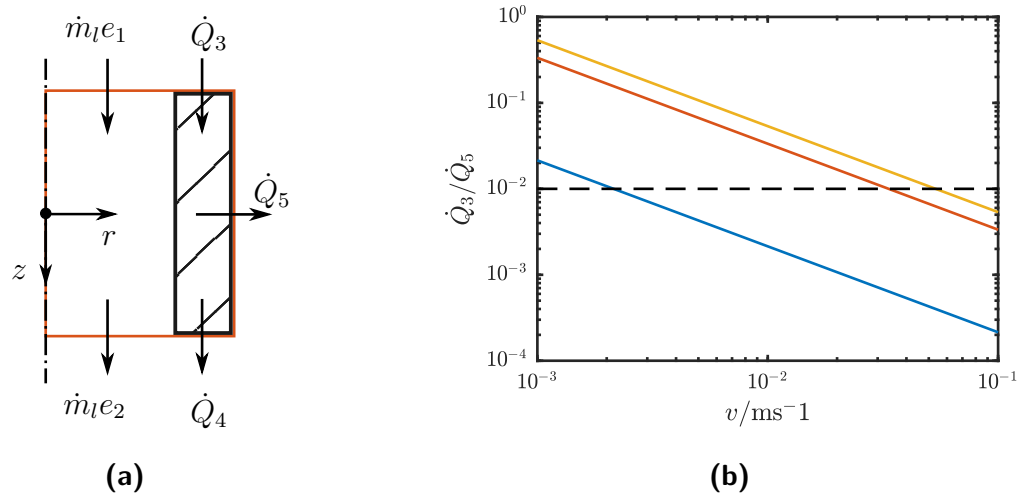 ṁ_l e_1
Q̇_3
Q̇_5
r
z
ṁ_l e_2
Q̇_4
(a)
10^0
10^{-1}
10^{-2}
10^{-3}
10^{-4}
Q̇_3/Q̇_5
10^{-3}
10^{-2}
10^{-1}
v/ms^-1
(b)